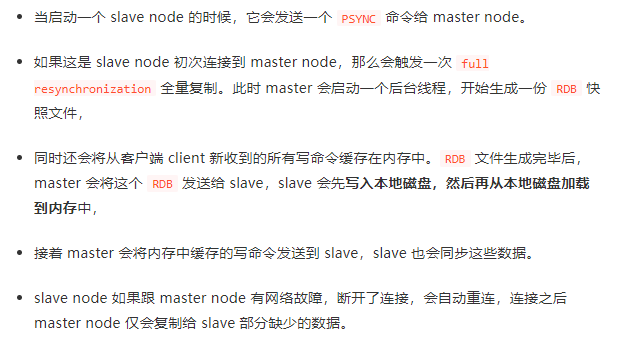 当启动一个 slave node 的时候，它会发送一个 PSYNC 命令给 master node。
如果这是 slave node 初次连接到 master node，那么会触发一次 full
resynchronization 全量复制。此时 master 会启动一个后台线程，开始生成一份 RDB 快
照文件，
同时还会将从客户端 client 新收到的所有写命令缓存在内存中。RDB 文件生成完毕后，
master 会将这个 RDB 发送给 slave，slave 会先写入本地磁盘，然后再从本地磁盘加载
到内存中，
接着 master 会将内存中缓存的写命令发送到 slave，slave 也会同步这些数据。
slave node 如果跟 master node 有网络故障，断开了连接，会自动重连，连接之后
master node 仅会复制给 slave 部分缺少的数据。